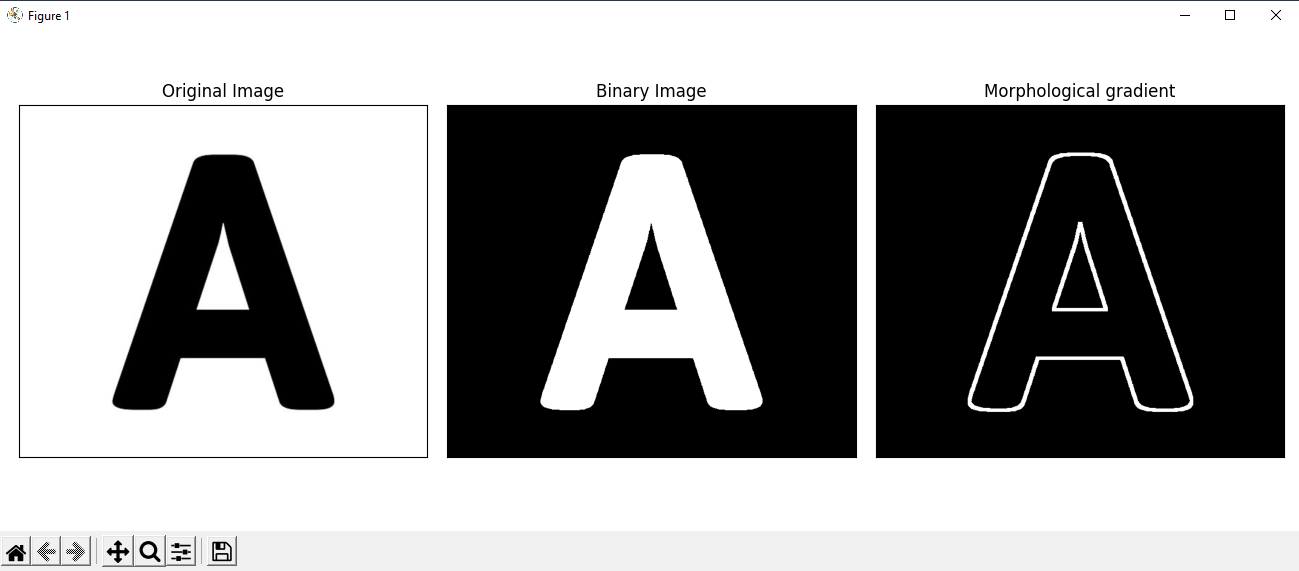 Figure 1
Original Image
Binary Image
Morphological gradient
A
A
A